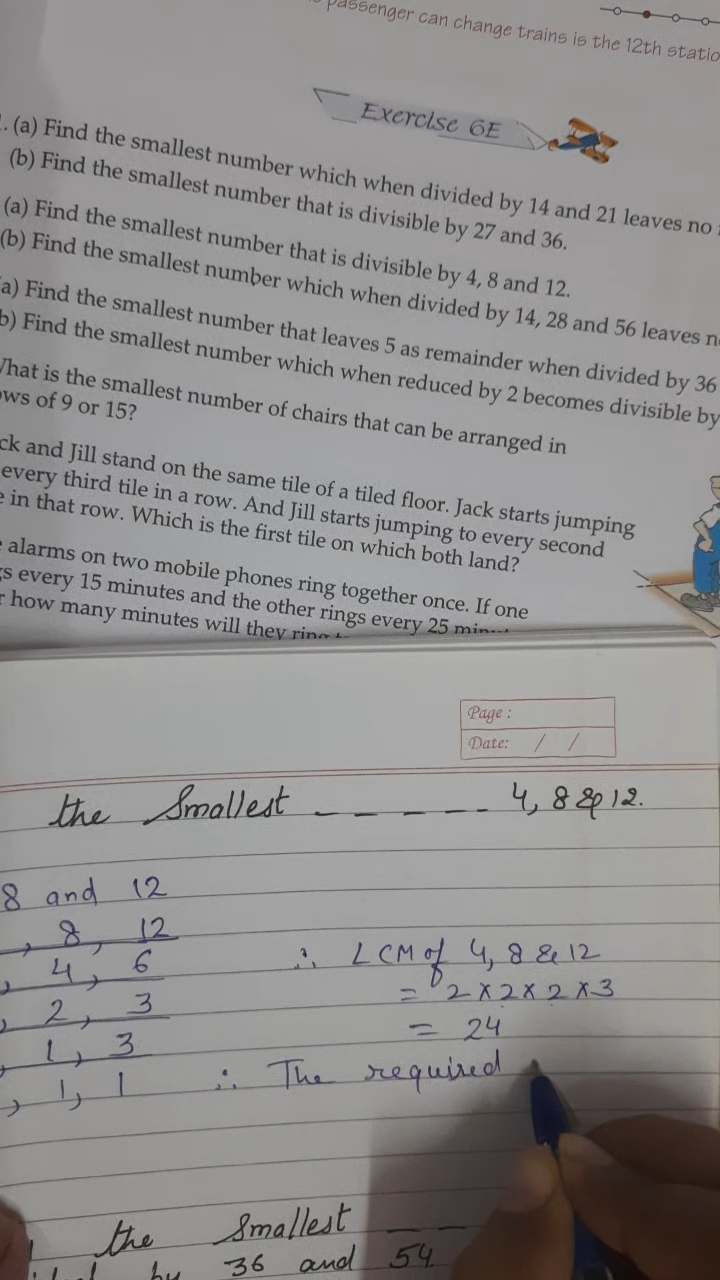 passenger can change trains is the 12th statio
Exercise 6E
(a) Find the smallest number which when divided by 14 and 21 leaves no
(b) Find the smallest number that is divisible by 27 and 36.
(a) Find the smallest number that is divisible by 4, 8 and 12.
(b) Find the smallest number which when divided by 14, 28 and 56 leaves n
a) Find the smallest number that leaves 5 as remainder when divided by 36
b) Find the smallest number which when reduced by 2 becomes divisible by
What is the smallest number of chairs that can be arranged in
ows of 9 or 15?
ck and Jill stand on the same tile of a tiled floor. Jack starts jumping
every third tile in a row. And Jill starts jumping to every second
e in that row. Which is the first tile on which both land?
alarms on two mobile phones ring together once. If one
gs every 15 minutes and the other rings every 25
r how many minutes will they ring
Page :
Date: / /
the Smallest _ _ _ _ _ 4, 8 & 12.
8 and 12
, 8, 12
, 4, 6
, 2, 3
, 1, 3
, 1, 1
∴ LCM of 4, 8 & 12
= 2 × 2 × 2 × 3
= 24
∴ The required
the Smallest _ _
by 36 and 54